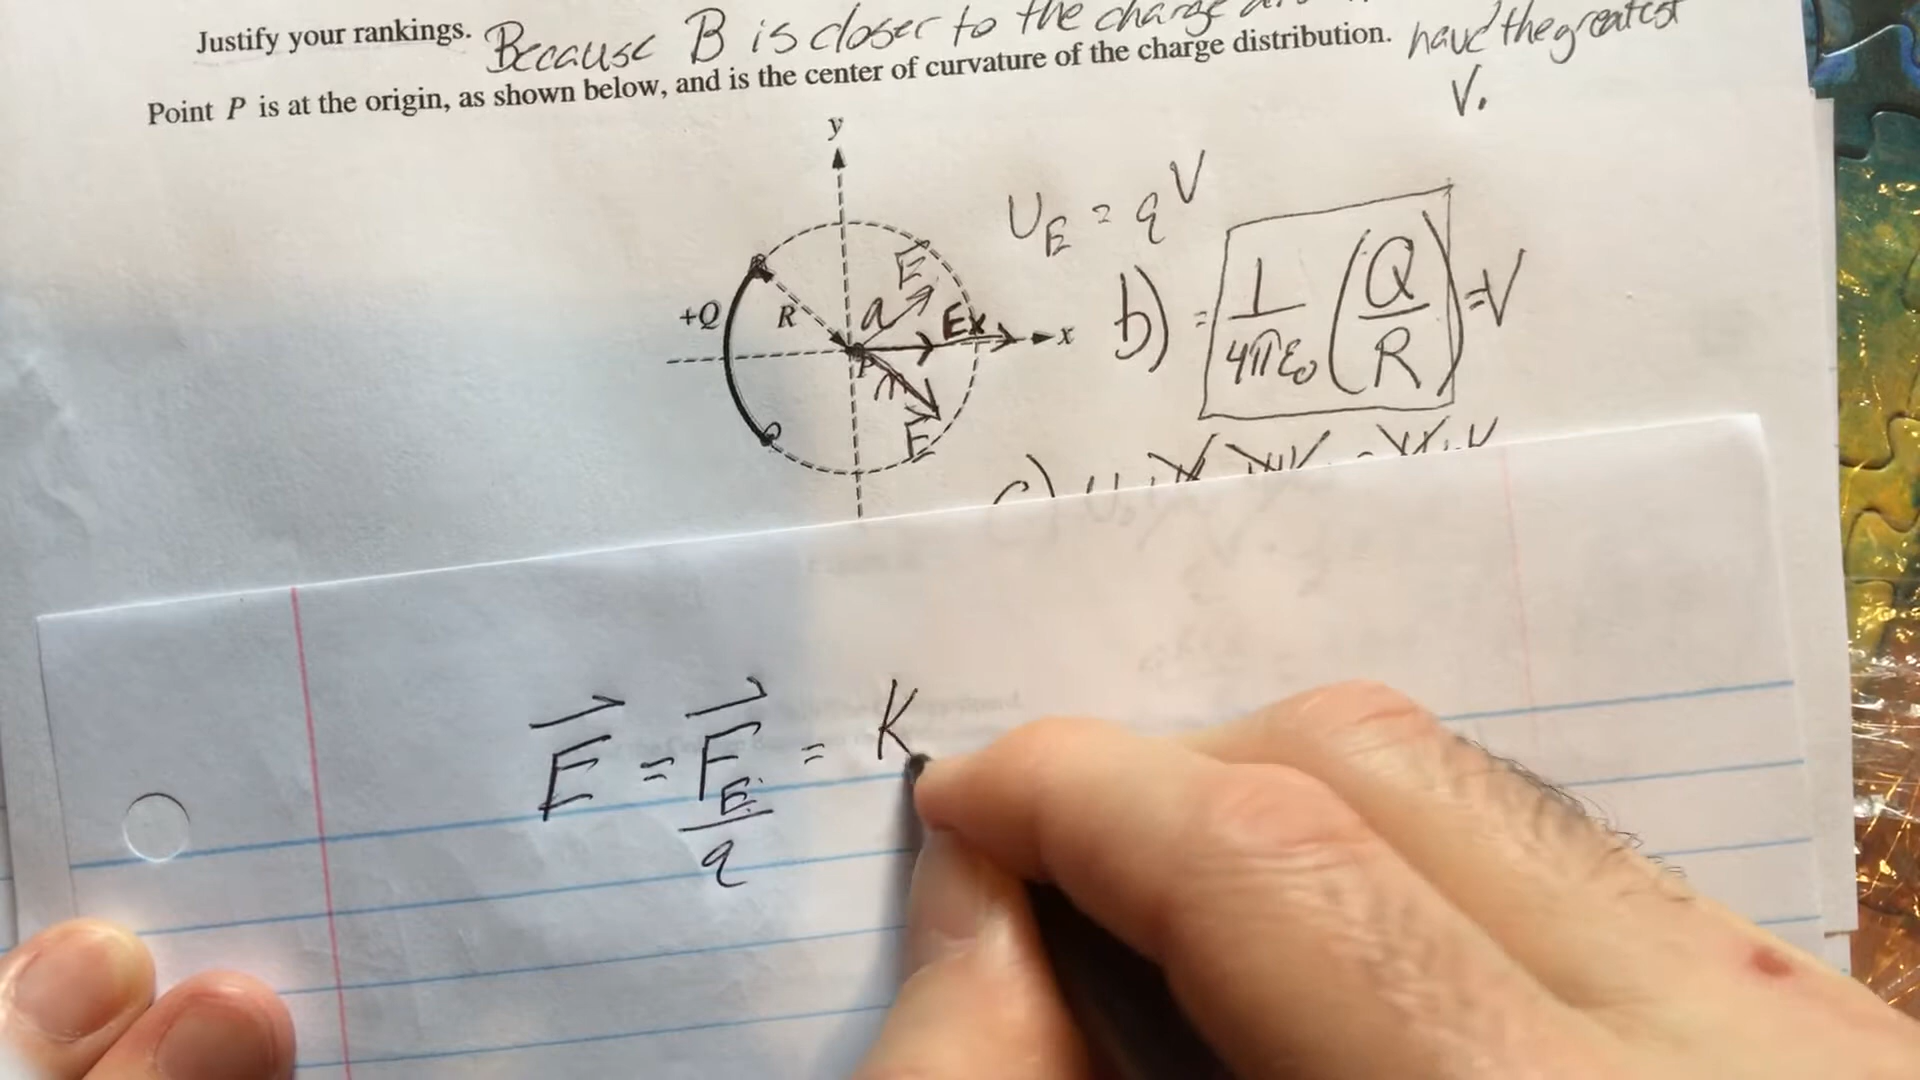 Justify your rankings. Because B is closer to the charge
have the greatest
Point P is at the origin, as shown below, and is the center of curvature of the charge distribution.
V.
y
U_E = qV
+Q
R
a
E
Ex
x
P
E
b) = 1/4πε₀ (Q/R) = V
c)
E⃗ = F⃗_E/q = K